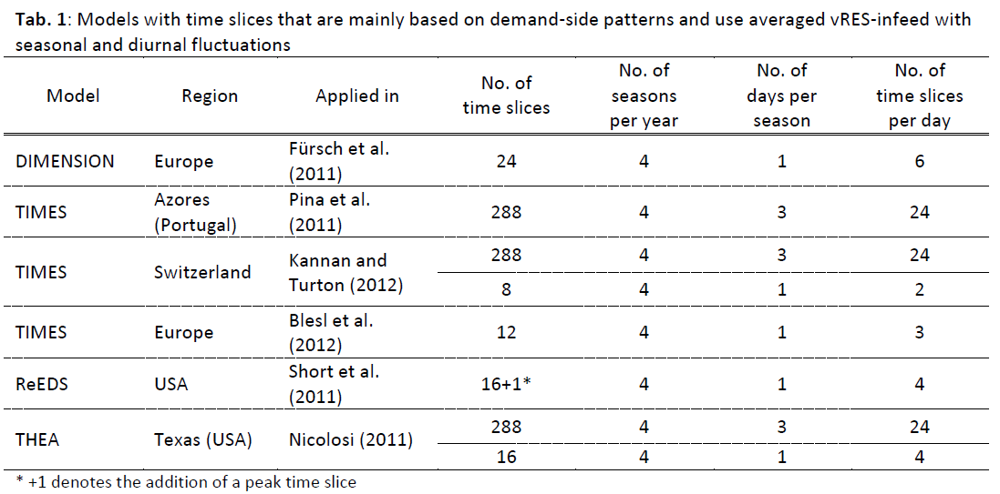 Tab. 1: Models with time slices that are mainly based on demand-side patterns and use averaged vRES-infeed with
seasonal and diurnal fluctuations
Model Region Applied in No. of time slices No. of seasons per year No. of days per season No. of time slices per day
DIMENSION Europe Fürsch et al. (2011) 24 4 1 6
TIMES Azores (Portugal) Pina et al. (2011) 288 4 3 24
TIMES Switzerland Kannan and Turton (2012) 288 4 3 24
8 4 1 2
TIMES Europe Blesl et al. (2012) 12 4 1 3
ReEDS USA Short et al. (2011) 16+1* 4 1 4
THEA Texas (USA) Nicolosi (2011) 288 4 3 24
16 4 1 4
* +1 denotes the addition of a peak time slice